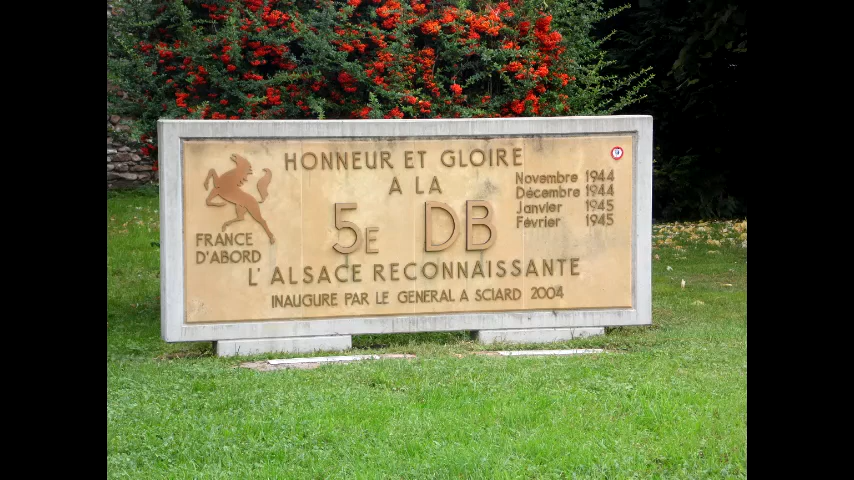 HONNEUR ET GLOIRE
À LA
5E DB
Novembre 1944
Décembre 1944
Janvier 1945
Février 1945
FRANCE
D'ABORD
L'ALSACE RECONNAISSANTE
INAUGURE PAR LE GENERAL A SCIARD 2004